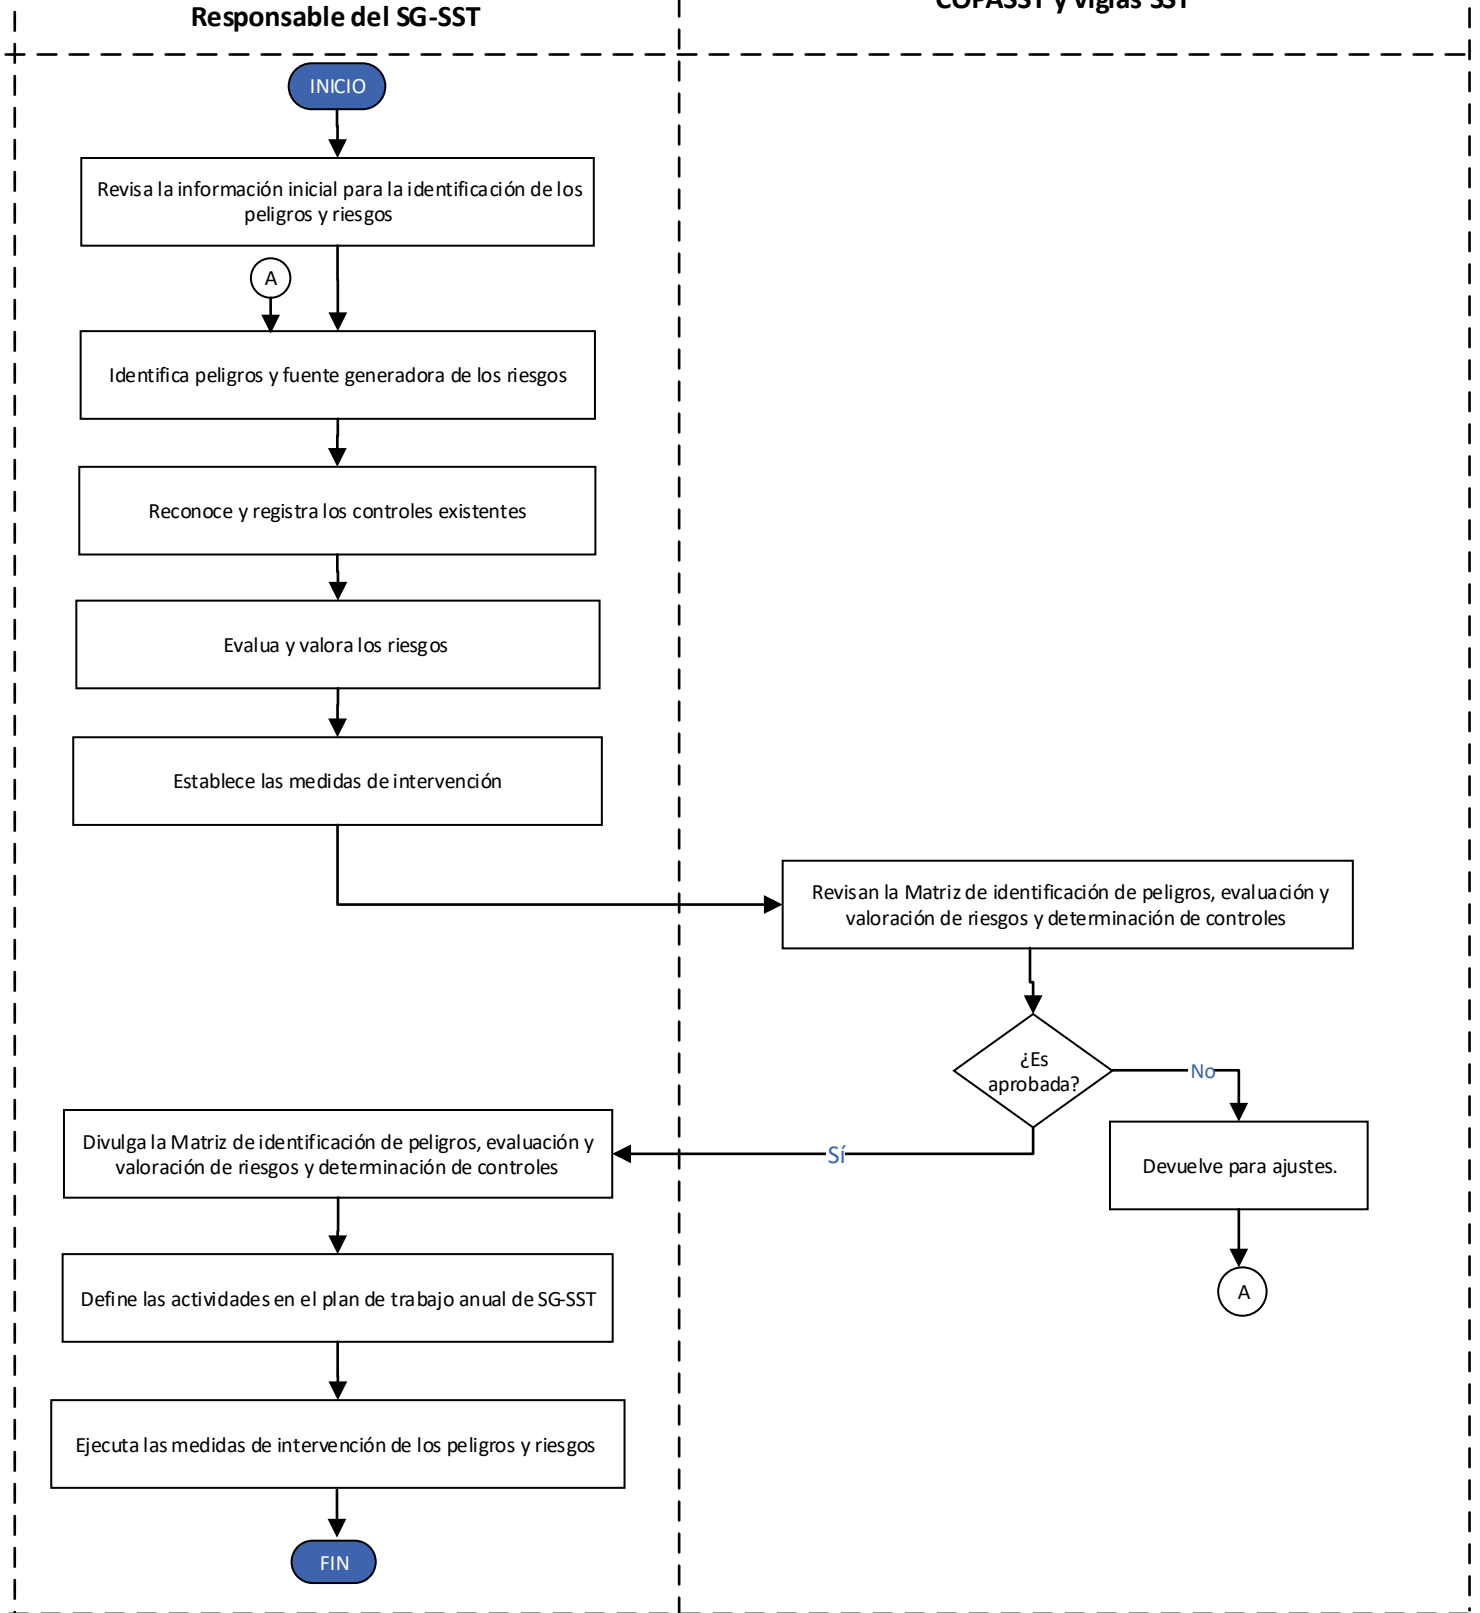 Responsable del SG-SST
COPASST y vigías SST
INICIO
Revisa la información inicial para la identificación de los
peligros y riesgos
A
Identifica peligros y fuente generadora de los riesgos
Reconoce y registra los controles existentes
Evalua y valora los riesgos
Establece las medidas de intervención
Revisan la Matriz de identificación de peligros, evaluación y
valoración de riesgos y determinación de controles
¿Es
aprobada?
No
Sí
Devuelve para ajustes.
A
Divulga la Matriz de identificación de peligros, evaluación y
valoración de riesgos y determinación de controles
Define las actividades en el plan de trabajo anual de SG-SST
Ejecuta las medidas de intervención de los peligros y riesgos
FIN